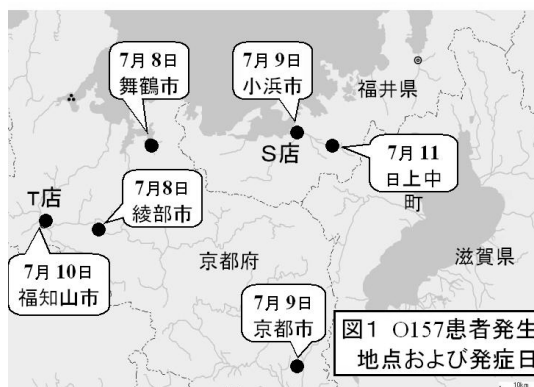 7月8日
舞鶴市
7月9日
小浜市
福井県
S店
7月11
日上中
町
T店
7月8日
綾部市
7月10日
福知山市
京都府
滋賀県
7月9日
京都市
図1 O157患者発生
地点および発症日
10km